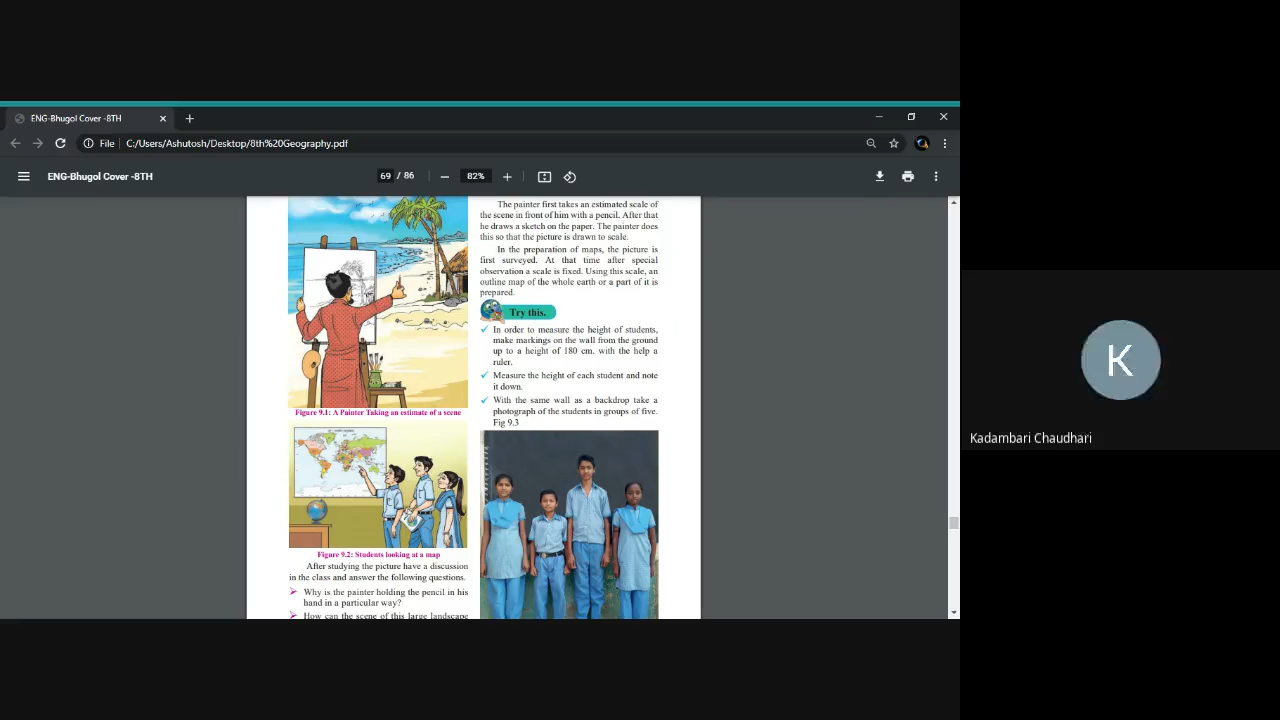 ENG-Bhugol Cover -8TH
File
C:/Users/Ashutosh/Desktop/8th%20Geography.pdf
ENG-Bhugol Cover -8TH
69 / 86
82%
Figure 9.1: A Painter Taking an estimate of a scene
Figure 9.2: Students looking at a map
After studying the picture have a discussion
in the class and answer the following questions.
Why is the painter holding the pencil in his
hand in a particular way?
How can the scene of this large landscape
The painter first takes an estimated scale of
the scene in front of him with a pencil. After that
he draws a sketch on the paper. The painter does
this so that the picture is drawn to scale.
In the preparation of maps, the picture is
first surveyed. At that time after special
observation a scale is fixed. Using this scale, an
outline map of the whole earth or a part of it is
prepared.
Try this.
In order to measure the height of students,
make markings on the wall from the ground
up to a height of 180 cm. with the help a
ruler.
Measure the height of each student and note
it down.
With the same wall as a backdrop take a
photograph of the students in groups of five.
Fig 9.3
K
Kadambari Chaudhari